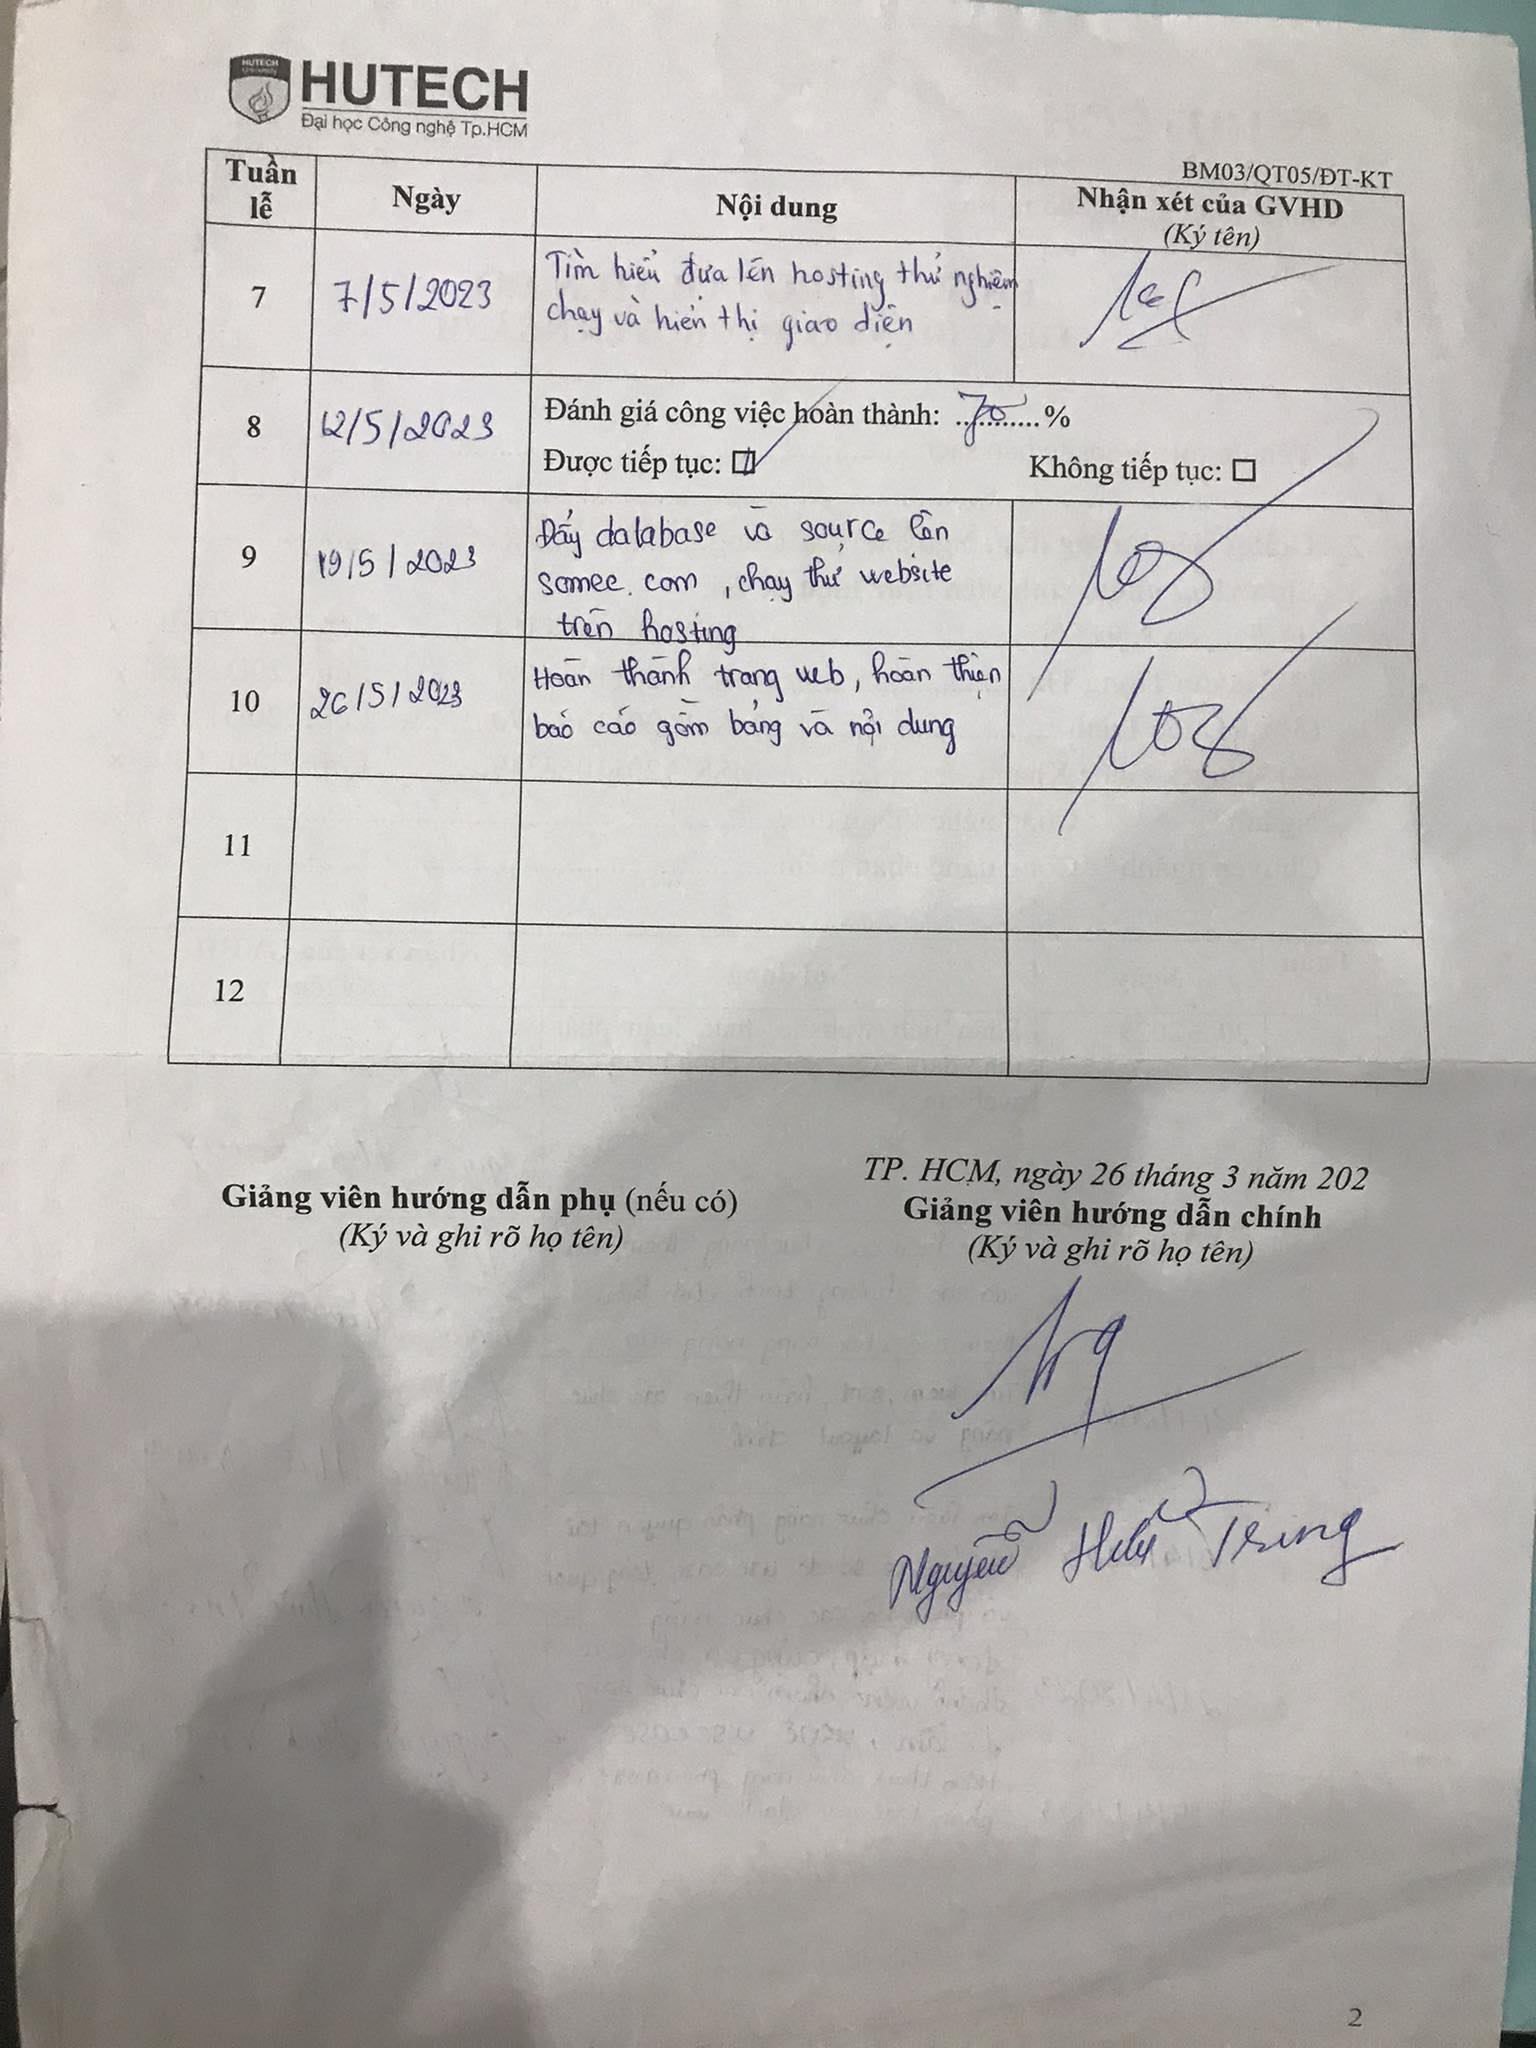 HUTECH
University
HUTECH
Đại học Công nghệ Tp.HCM
BM03/QT05/ĐT-KT
Tuần lễ
Ngày
Nội dung
Nhận xét của GVHD
(Ký tên)
7
7/5/2023
Tìm hiểu đưa lên hosting thử nghiệm
chạy và hiển thị giao diện
8
12/5/2023
Đánh giá công việc hoàn thành: ..70..%
Được tiếp tục: ☑ Không tiếp tục: ☐
9
19/5/2023
Đẩy database và source lên
somee.com, chạy thử website
trên hosting
10
26/5/2023
Hoàn thành trang web, hoàn thiện
báo cáo gồm bảng và nội dung
11
12
TP. HCM, ngày 26 tháng 3 năm 202
Giảng viên hướng dẫn phụ (nếu có)
(Ký và ghi rõ họ tên)
Giảng viên hướng dẫn chính
(Ký và ghi rõ họ tên)
Nguyễn Hữu Trung
2